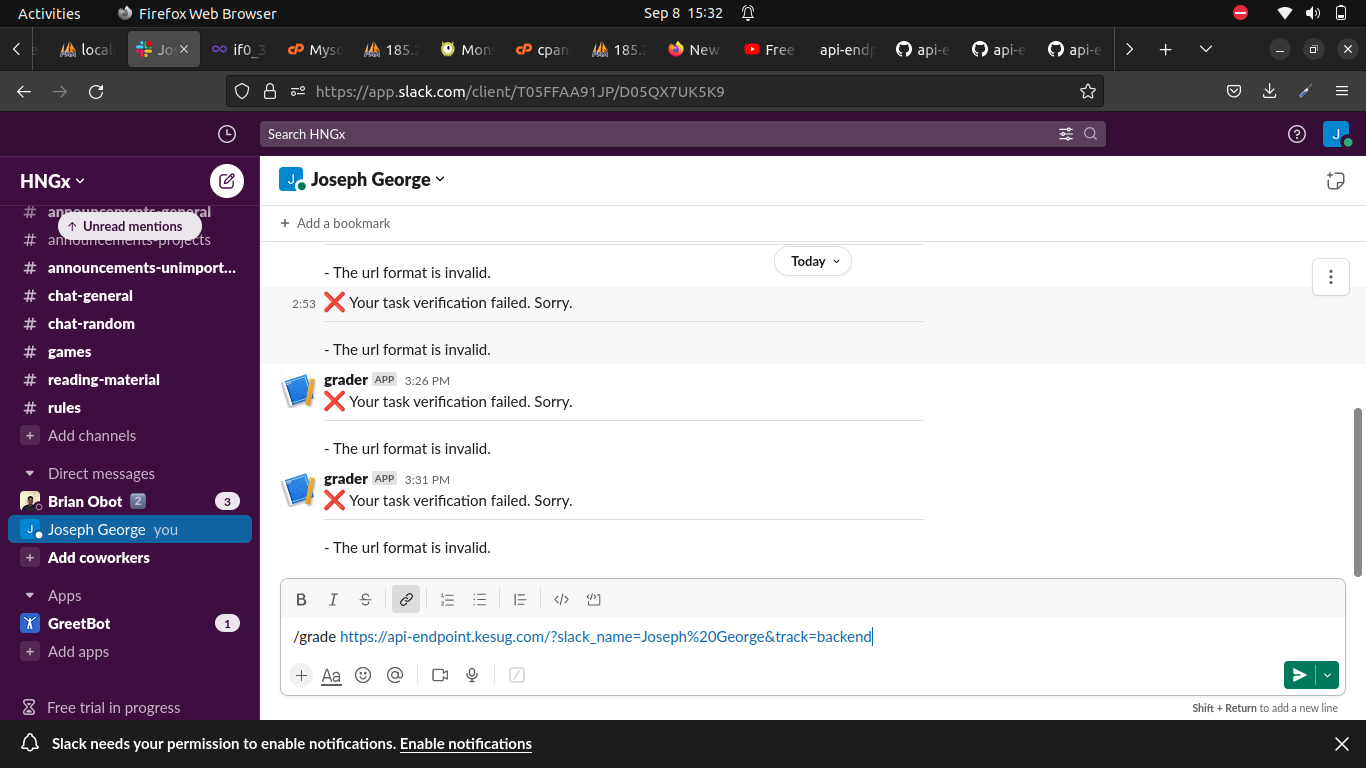 Activities Firefox Web Browser Sep 8 15:32
local Jos if0_3 Mysq 185.2 Mon cpan 185.2 New Free api-endp api-e api-e api-e
https://app.slack.com/client/T05FFAA91JP/D05QX7UK5K9
Search HNGx J
HNGx
J Joseph George
Add a bookmark
announcements-general
Unread mentions
announcements-projects
announcements-unimport...
chat-general
chat-random
games
reading-material
rules
Add channels
Direct messages
Brian Obot 2 3
J Joseph George you
Add coworkers
Apps
GreetBot 1
Add apps
Free trial in progress
Today
- The url format is invalid.
2:53 ❌ Your task verification failed. Sorry.
- The url format is invalid.
grader APP 3:26 PM
❌ Your task verification failed. Sorry.
- The url format is invalid.
grader APP 3:31 PM
❌ Your task verification failed. Sorry.
- The url format is invalid.
B I S
/grade https://api-endpoint.kesug.com/?slack_name=Joseph%20George&track=backend
+ Aa @
Shift + Return to add a new line
Slack needs your permission to enable notifications. Enable notifications